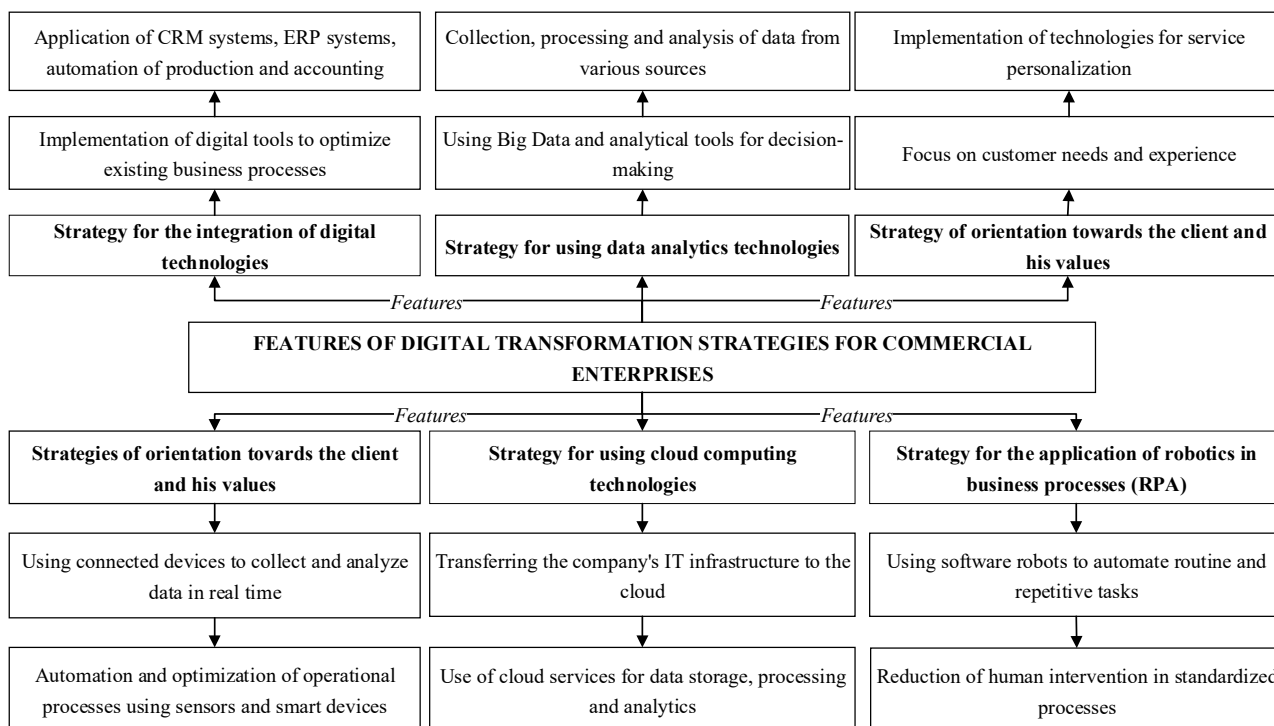 Application of CRM systems, ERP systems,
automation of production and accounting
Collection, processing and analysis of data from
various sources
Implementation of technologies for service
personalization
Implementation of digital tools to optimize
existing business processes
Using Big Data and analytical tools for decision-
making
Focus on customer needs and experience
Strategy for the integration of digital
technologies
Strategy for using data analytics technologies
Strategy of orientation towards the client and
his values
Features
Features
FEATURES OF DIGITAL TRANSFORMATION STRATEGIES FOR COMMERCIAL
ENTERPRISES
Features
Features
Strategies of orientation towards the client
and his values
Strategy for using cloud computing
technologies
Strategy for the application of robotics in
business processes (RPA)
Using connected devices to collect and analyze
data in real time
Transferring the company's IT infrastructure to the
cloud
Using software robots to automate routine and
repetitive tasks
Automation and optimization of operational
processes using sensors and smart devices
Use of cloud services for data storage, processing
and analytics
Reduction of human intervention in standardized
processes